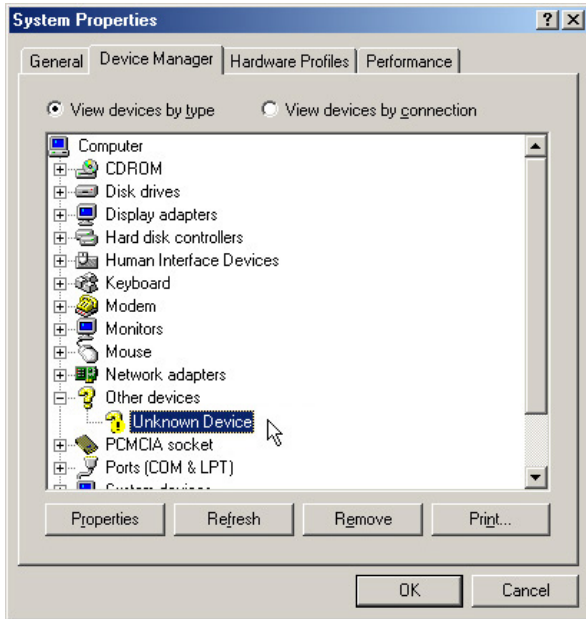 System Properties
General Device Manager Hardware Profiles Performance
View devices by type View devices by connection
Computer
CDROM
Disk drives
Display adapters
Hard disk controllers
Human Interface Devices
Keyboard
Modem
Monitors
Mouse
Network adapters
Other devices
Unknown Device
PCMCIA socket
Ports (COM & LPT)
System devices
Properties Refresh Remove Print...
OK Cancel